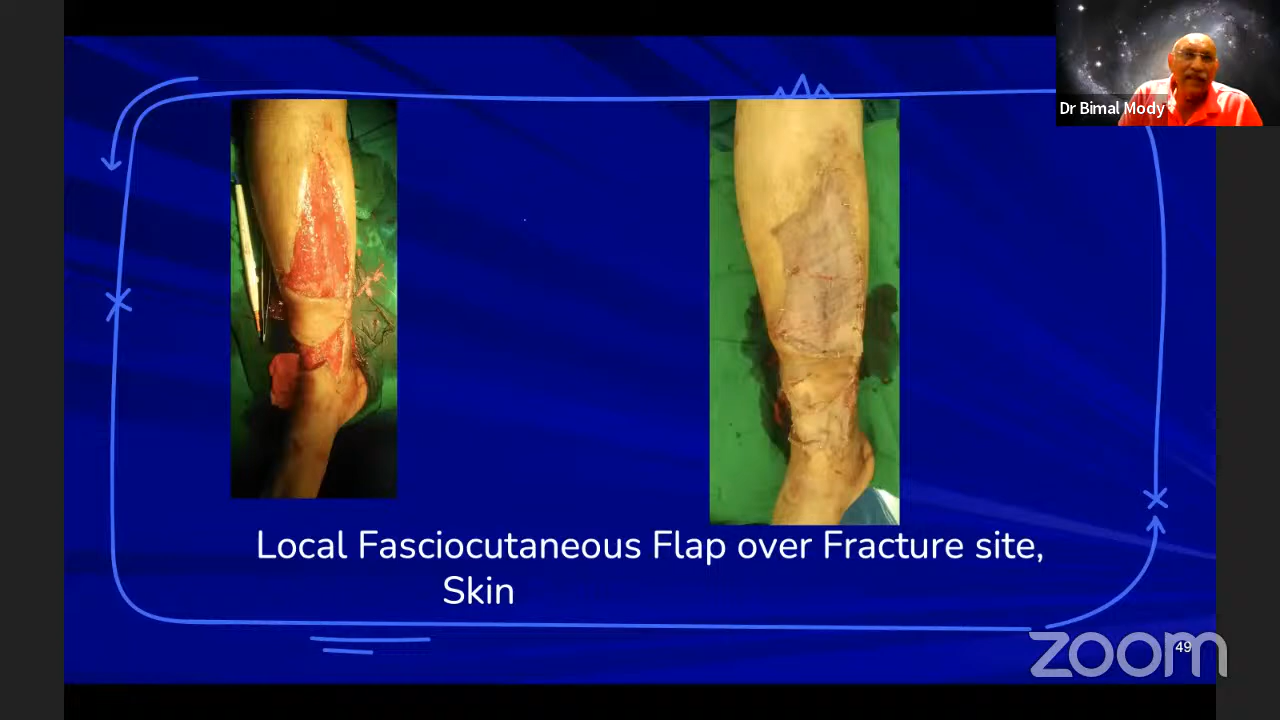 Dr Bimal Mody
Local Fasciocutaneous Flap over Fracture site,
Skin
49
zoom